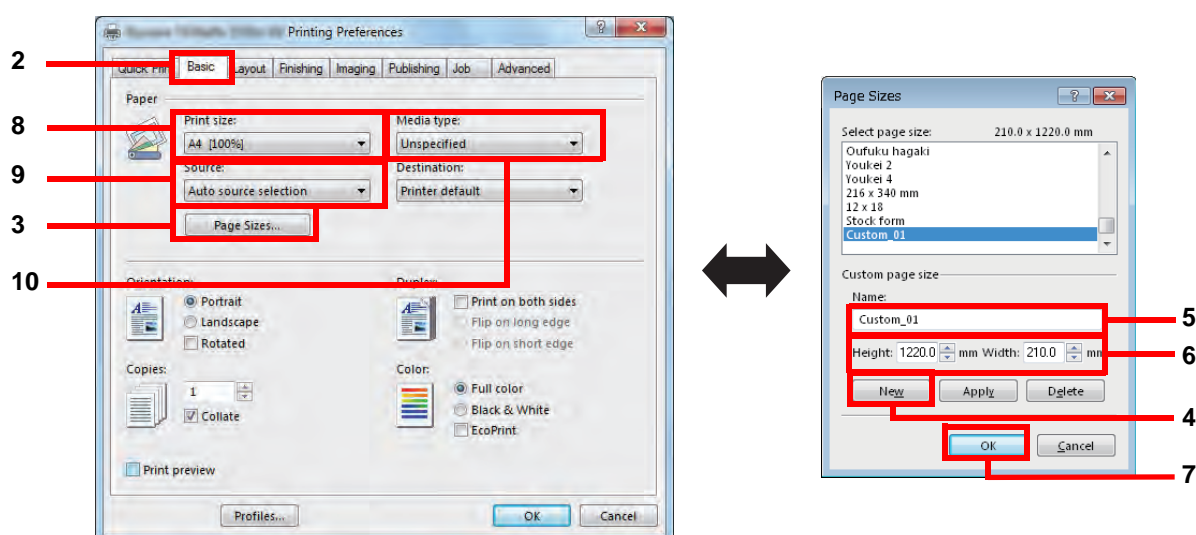 Printing Preferences
2
Basic Layout Finishing Imaging Publishing Job Advanced
Paper
8
Print size:
A4 [100%]
Media type:
Unspecified
9
Source:
Auto source selection
Destination:
Printer default
3
Page Sizes...
10
Portrait
Landscape
Rotated
Print on both sides
Flip on long edge
Flip on short edge
Copies:
1
Collate
Color:
Full color
Black & White
EcoPrint
Print preview
Profiles...
OK
Cancel
Page Sizes
Select page size: 210.0 x 1220.0 mm
Oufuku hagaki
Youkei 2
Youkei 4
216 x 340 mm
12 x 18
Stock form
Custom_01
Custom page size
Name:
Custom_01
5
Height: 1220.0 mm Width: 210.0 mm
6
New
Apply
Delete
4
OK
Cancel
7